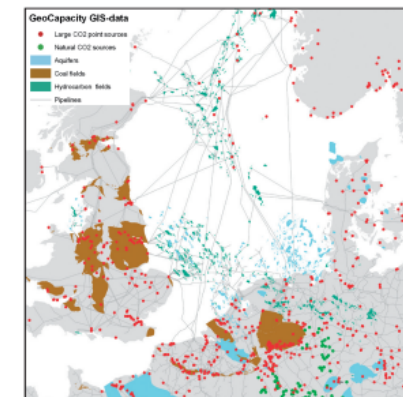 GeoCapacity GIS-data
Large CO2 point sources
Natural CO2 sources
Aquifers
Coal fields
Hydrocarbon fields
Pipelines